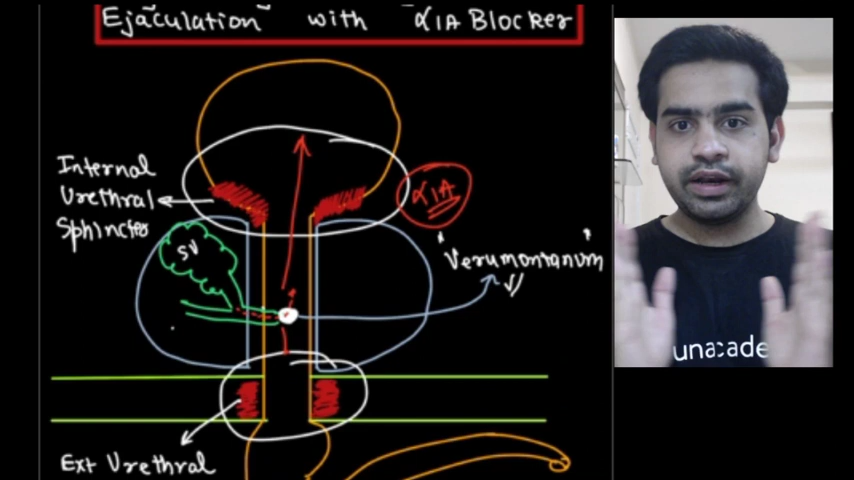 Ejaculation with α1A Blocker
Internal
Urethral
Sphincter
α1A
SV
Verumontanum
unacade
Ext Urethral